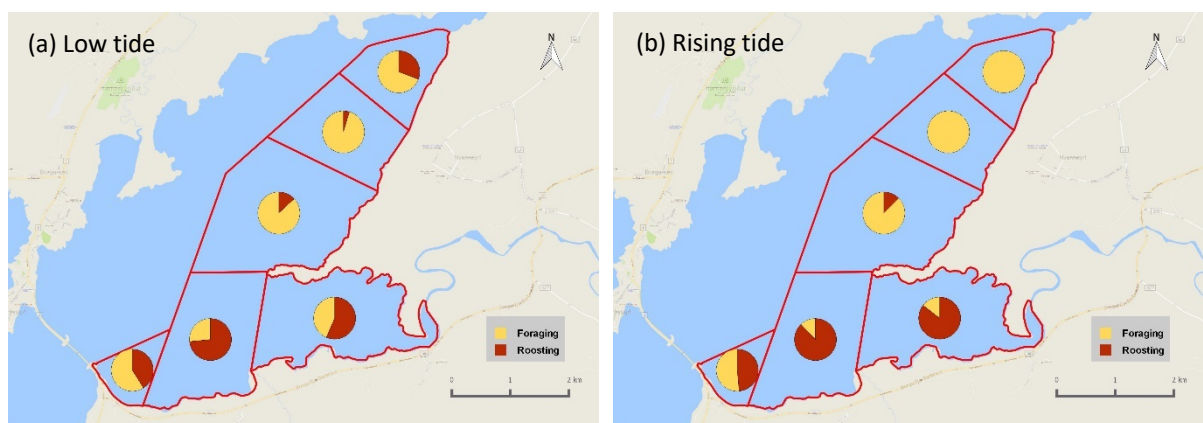 (a) Low tide
N
Foraging
Roosting
0 1 2 km
(b) Rising tide
N
Foraging
Roosting
0 1 2 km